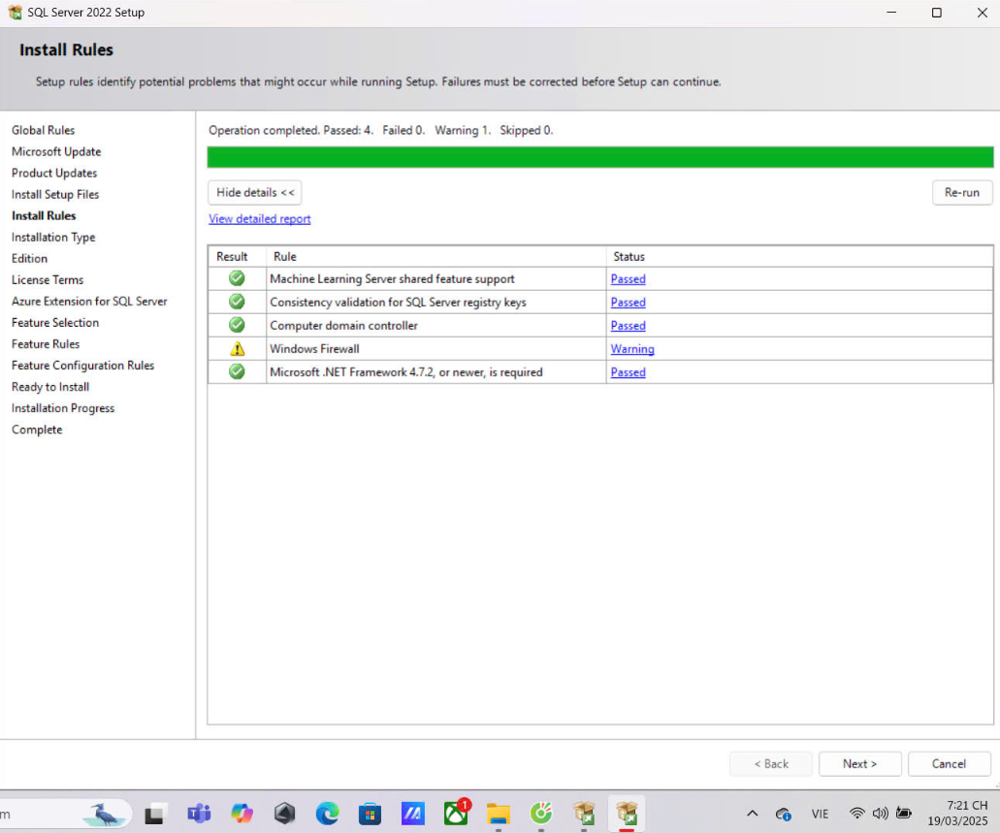 SQL Server 2022 Setup
Install Rules
Setup rules identify potential problems that might occur while running Setup. Failures must be corrected before Setup can continue.
Global Rules
Microsoft Update
Product Updates
Install Setup Files
Install Rules
Installation Type
Edition
License Terms
Azure Extension for SQL Server
Feature Selection
Feature Rules
Feature Configuration Rules
Ready to Install
Installation Progress
Complete
Operation completed. Passed: 4. Failed 0. Warning 1. Skipped 0.
Hide details <<
Re-run
View detailed report
Result Rule Status
Machine Learning Server shared feature support Passed
Consistency validation for SQL Server registry keys Passed
Computer domain controller Passed
Windows Firewall Warning
Microsoft .NET Framework 4.7.2, or newer, is required Passed
< Back Next > Cancel
m
1
VIE
7:21 CH
19/03/2025